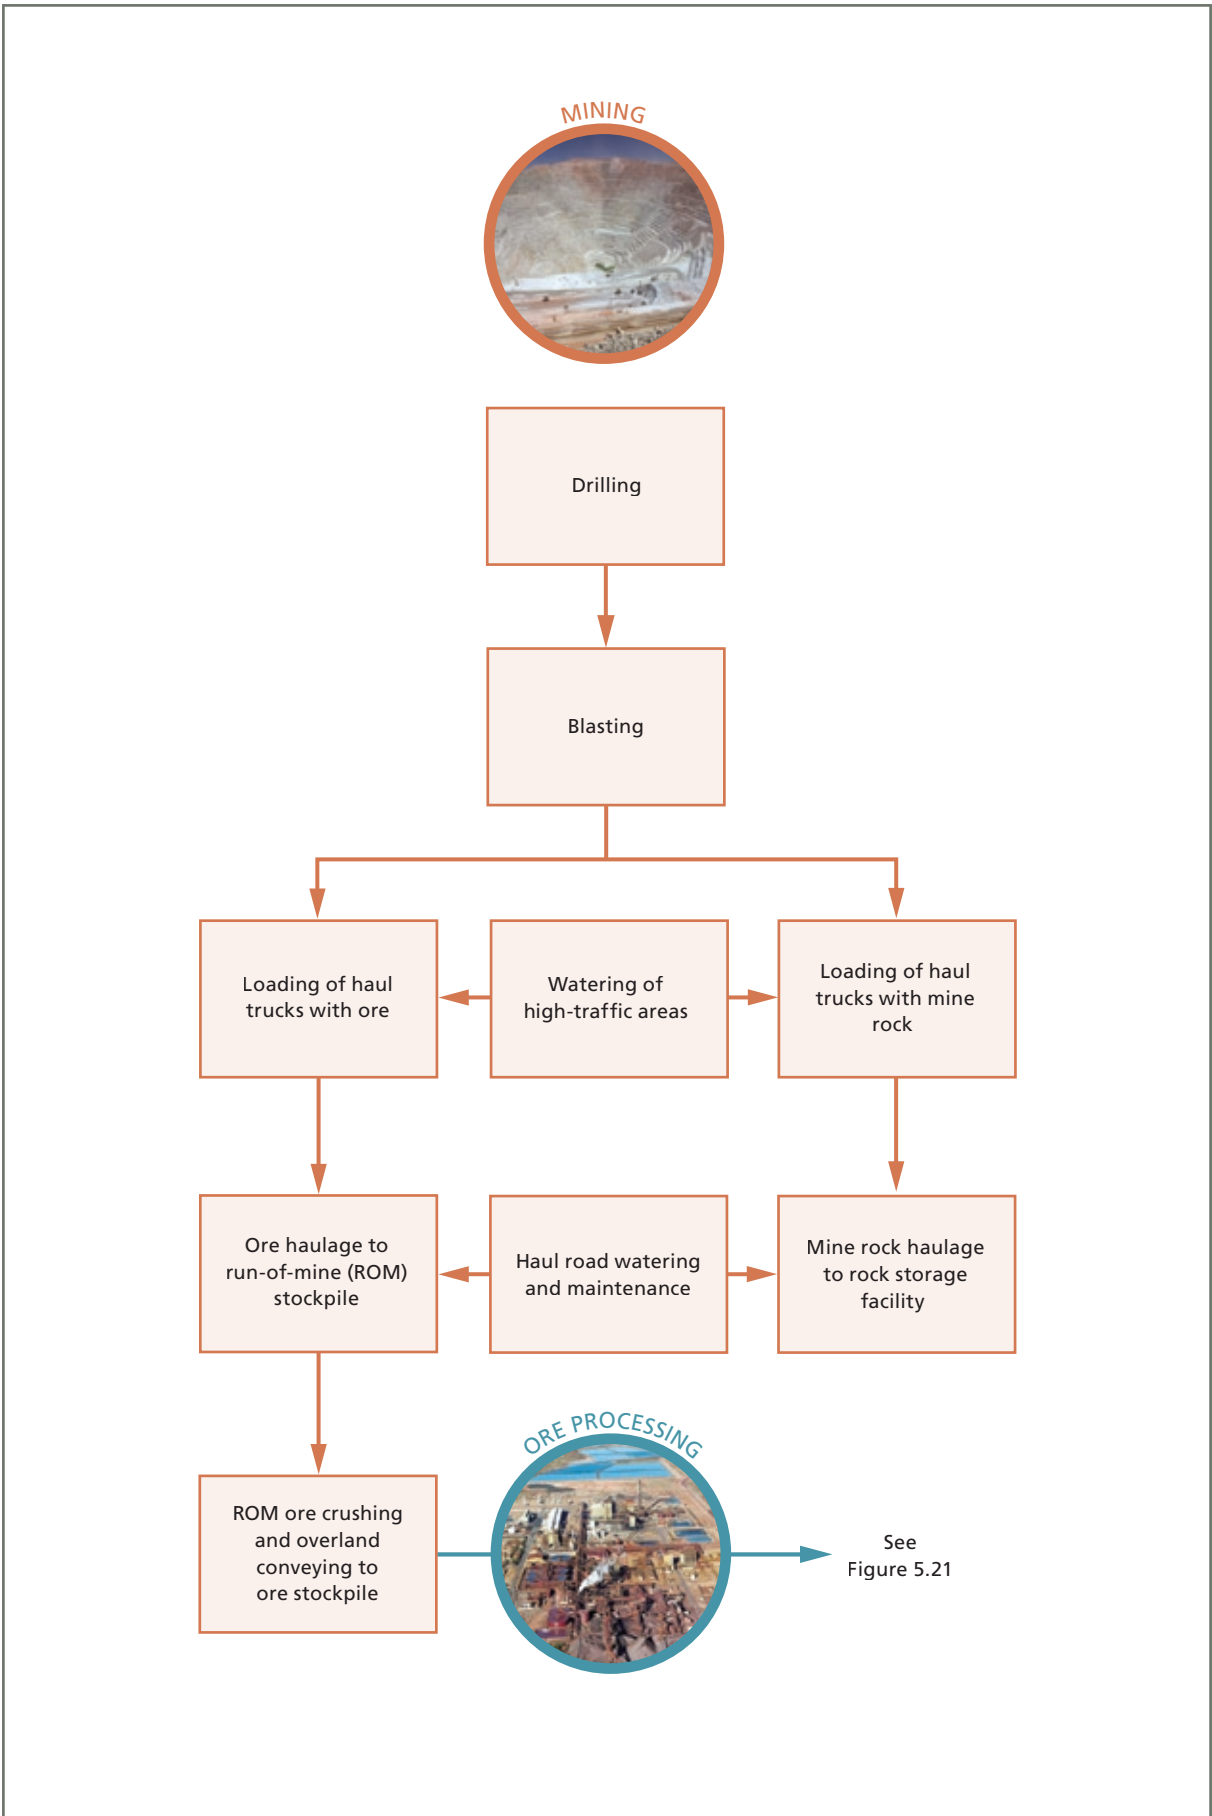 MINING
Drilling
Blasting
Loading of haul
trucks with ore
Watering of
high-traffic areas
Loading of haul
trucks with mine
rock
Ore haulage to
run-of-mine (ROM)
stockpile
Haul road watering
and maintenance
Mine rock haulage
to rock storage
facility
ROM ore crushing
and overland
conveying to
ore stockpile
ORE PROCESSING
See
Figure 5.21